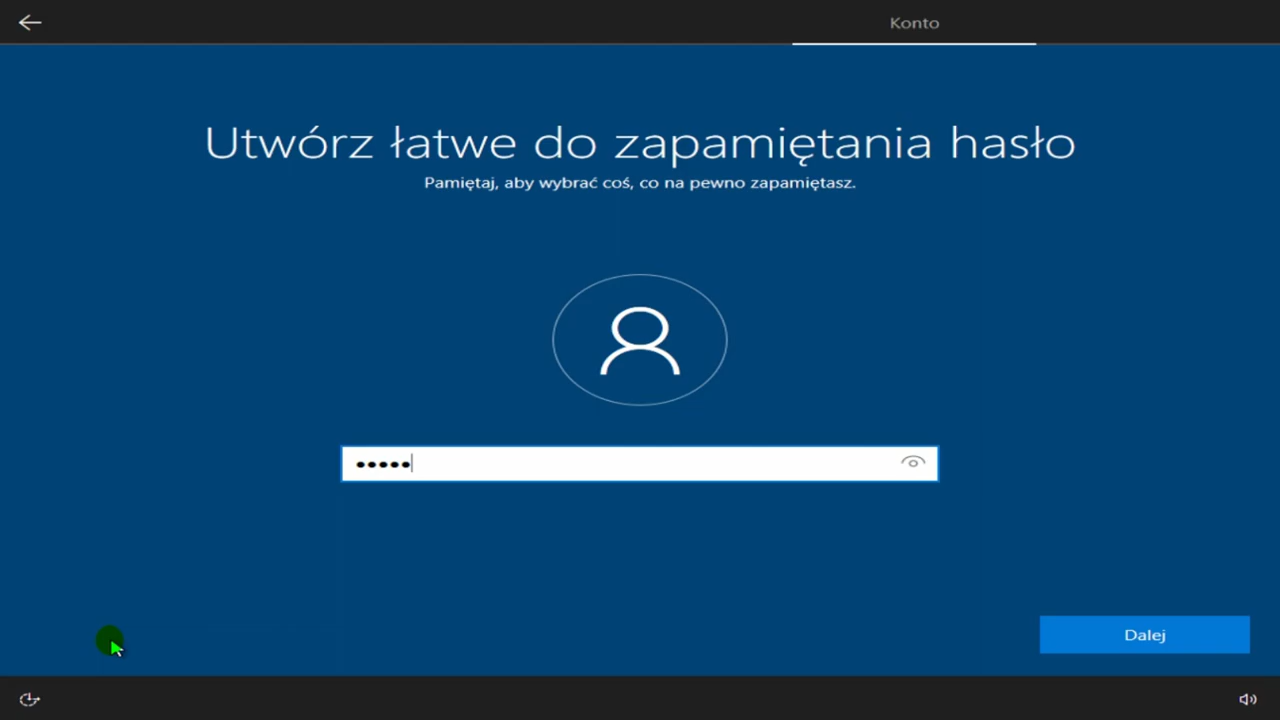 Konto
Utwórz łatwe do zapamiętania hasło
Pamiętaj, aby wybrać coś, co na pewno zapamiętasz.
•••••
Dalej